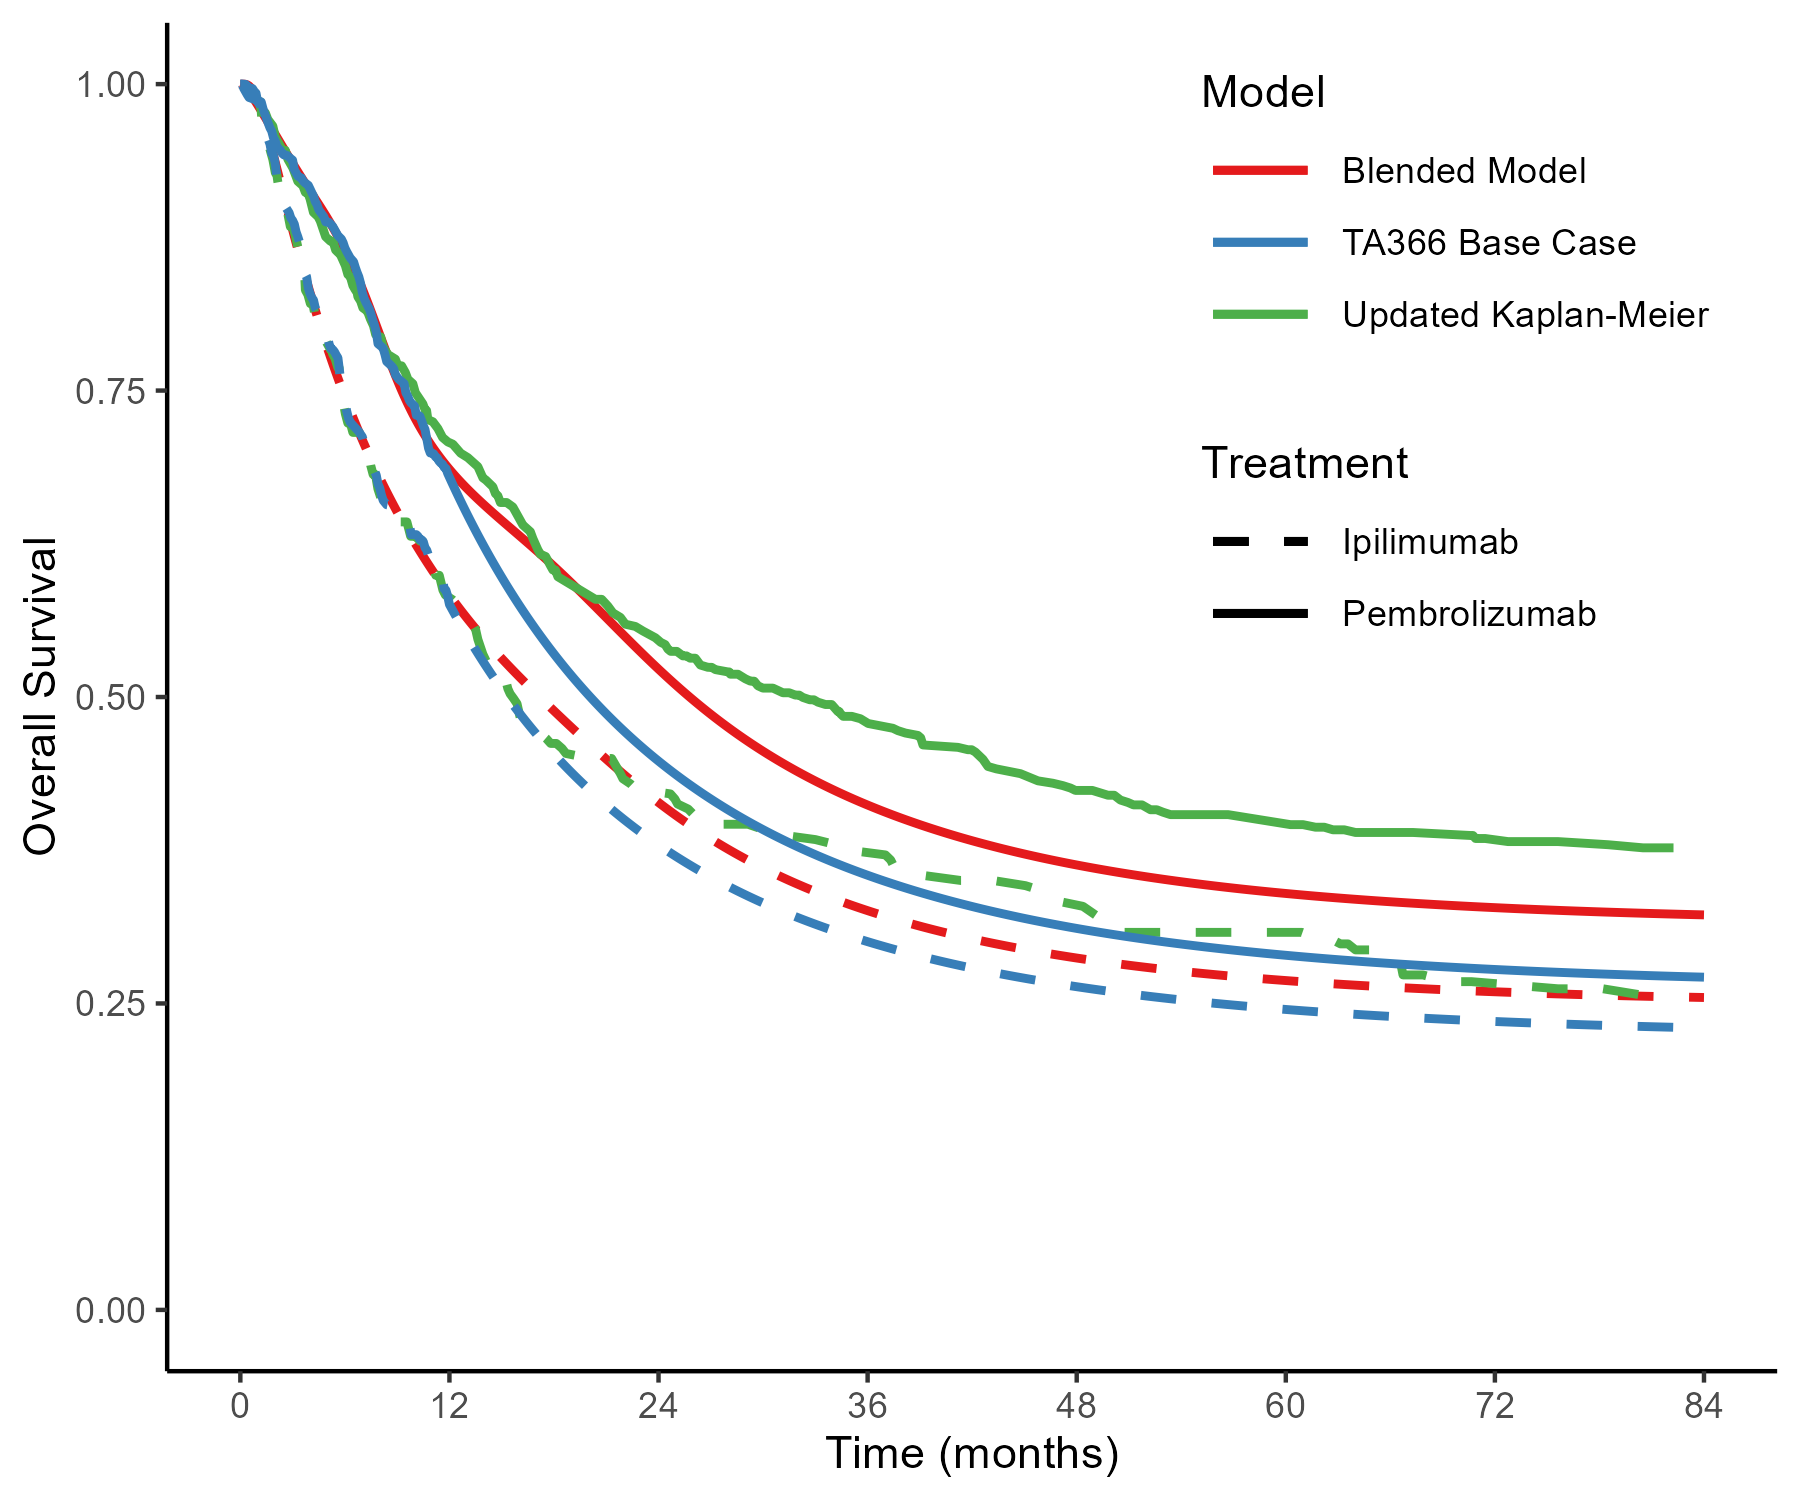 Model
Blended Model
TA366 Base Case
Updated Kaplan-Meier
Treatment
Ipilimumab
Pembrolizumab
Overall Survival
1.00
0.75
0.50
0.25
0.00
0 12 24 36 48 60 72 84
Time (months)